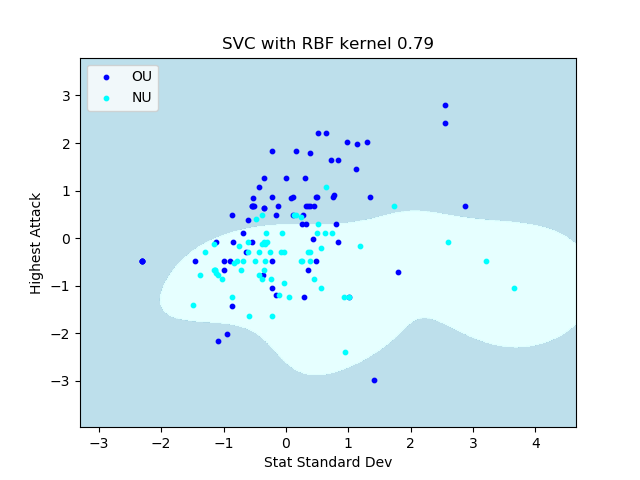 SVC with RBF kernel 0.79
OU
NU
3
2
1
0
−1
−2
−3
Highest Attack
−3 −2 −1 0 1 2 3 4
Stat Standard Dev